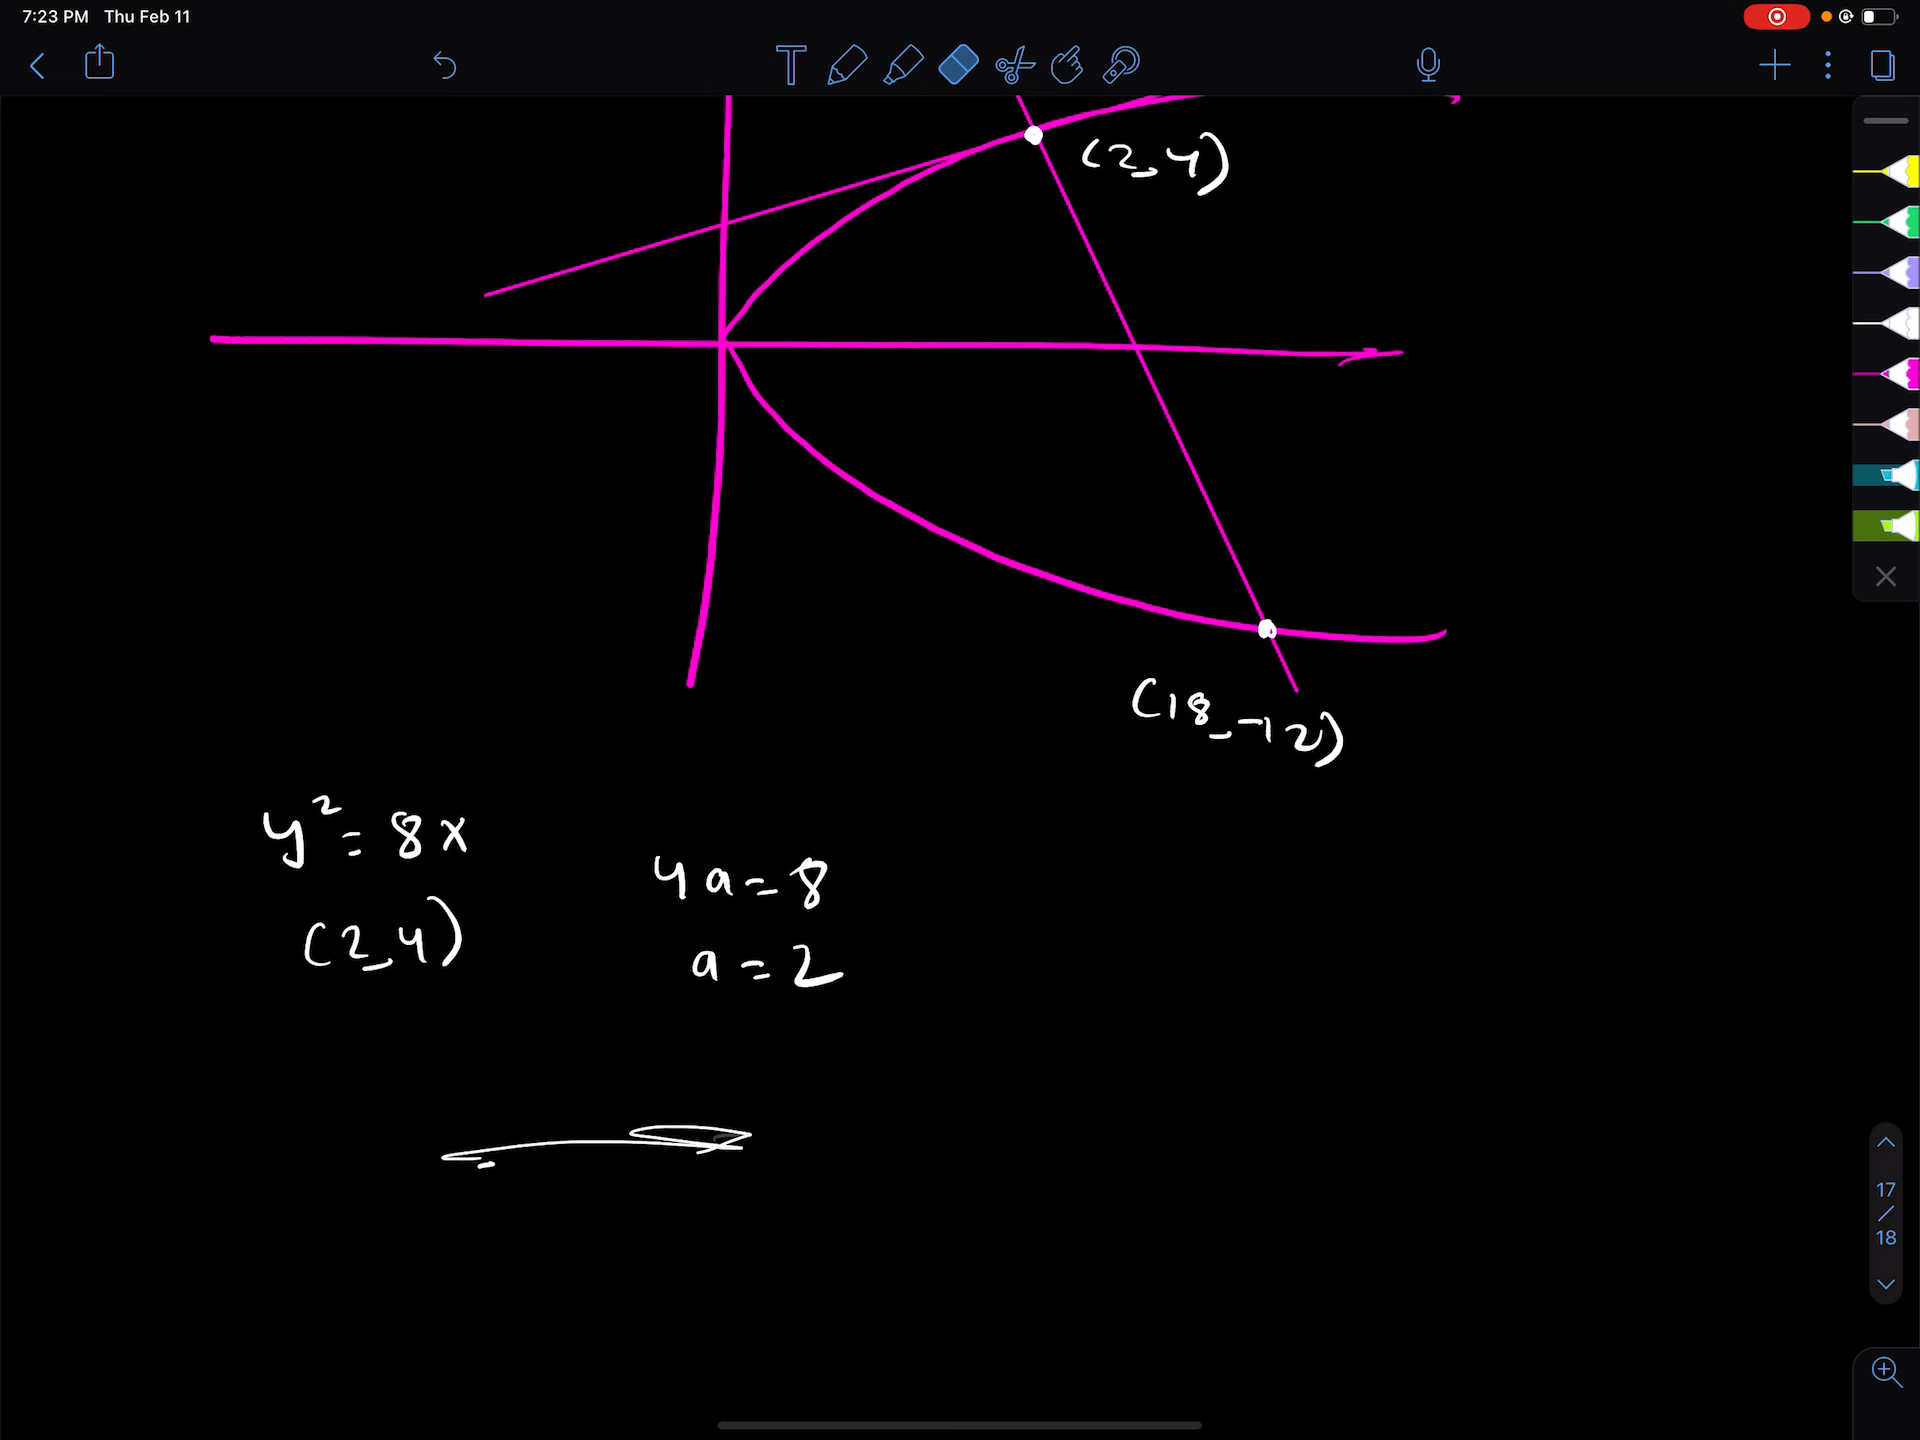 7:23 PM Thu Feb 11
(2,4)
(18,-12)
y² = 8x
4a = 8
(2,4)
a = 2
17
/
18